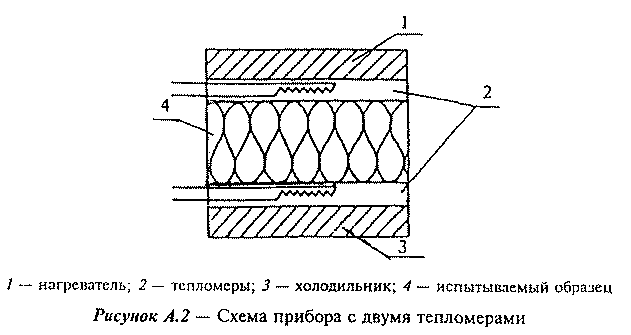 1
2
4
3
1 — нагреватель; 2 — тепломеры; 3 — холодильник; 4 — испытываемый образец
Рисунок А.2 — Схема прибора с двумя тепломерами